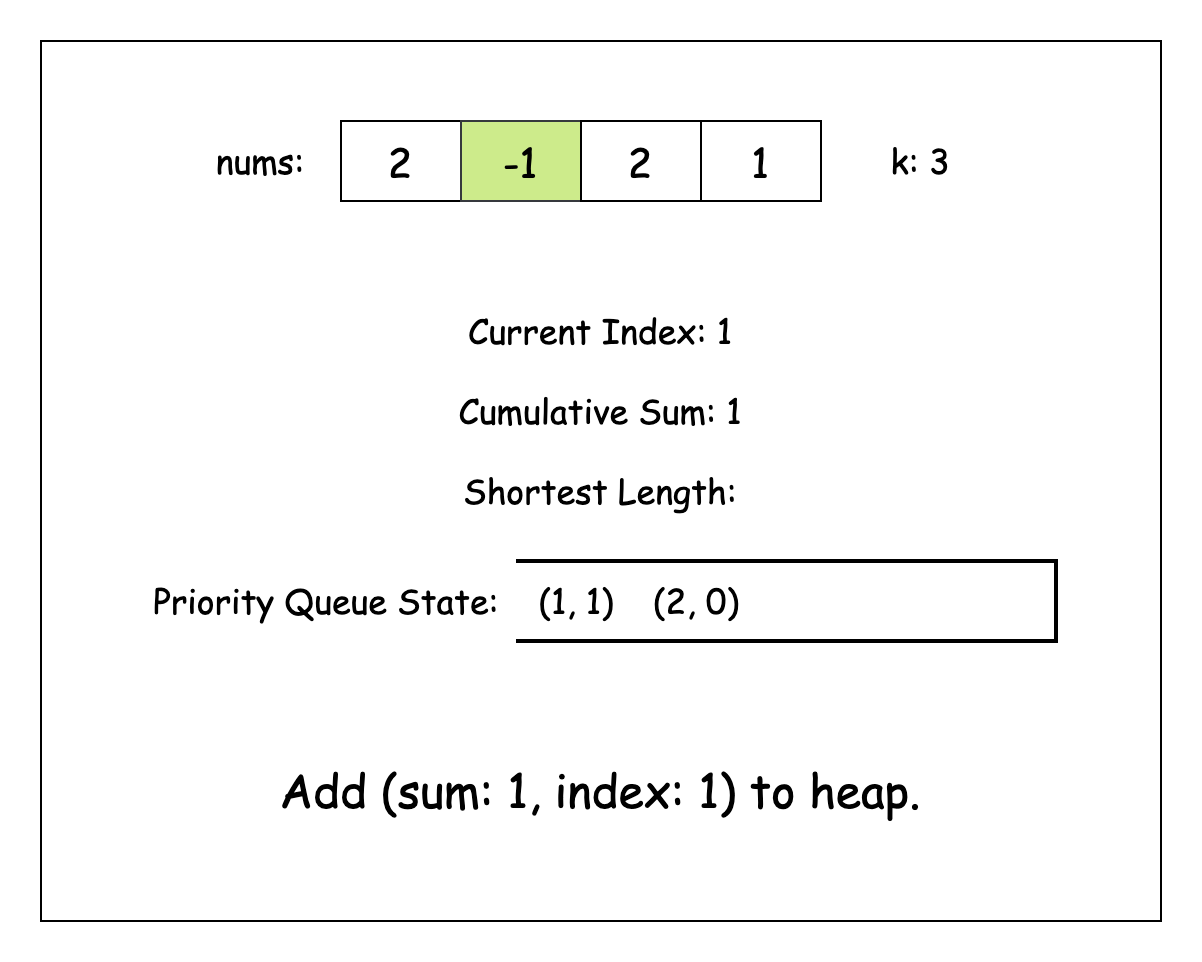 nums: 2 -1 2 1 k: 3
Current Index: 1
Cumulative Sum: 1
Shortest Length:
Priority Queue State: (1, 1) (2, 0)
Add (sum: 1, index: 1) to heap.